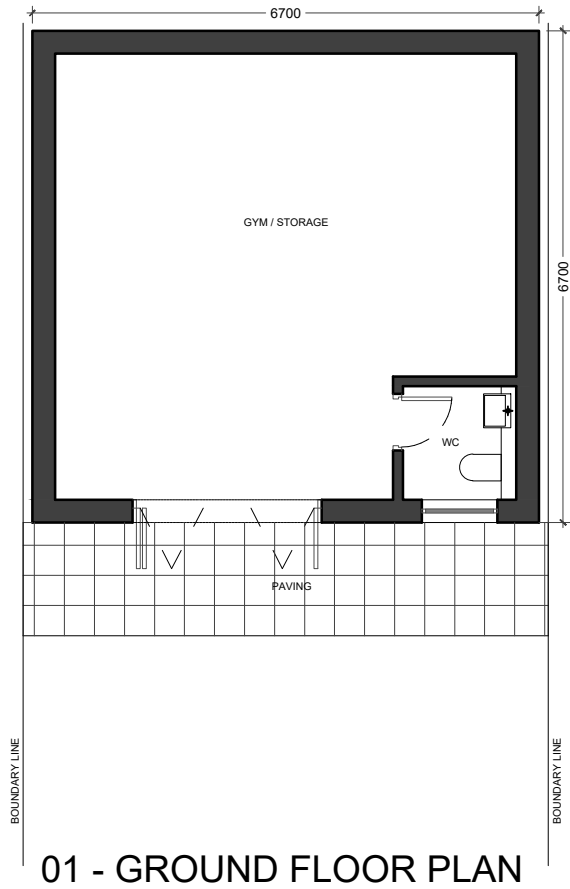 6700
GYM / STORAGE
6700
WC
PAVING
BOUNDARY LINE
BOUNDARY LINE
01 - GROUND FLOOR PLAN